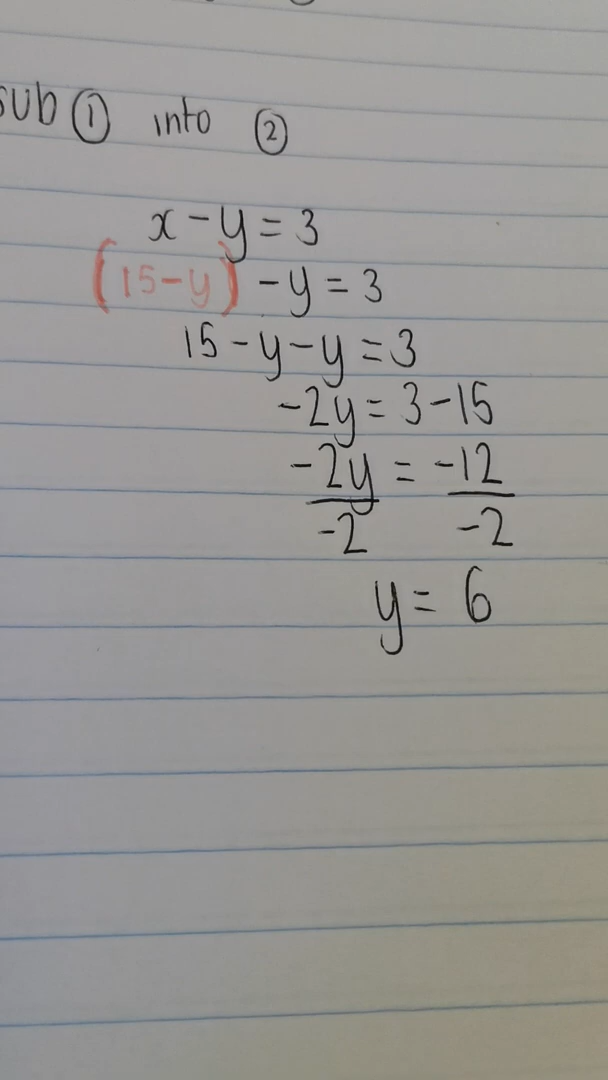 sub ① into ②
x - y = 3
(15-y) - y = 3
15 - y - y = 3
-2y = 3 - 15
-2y = -12
-2 -2
y = 6